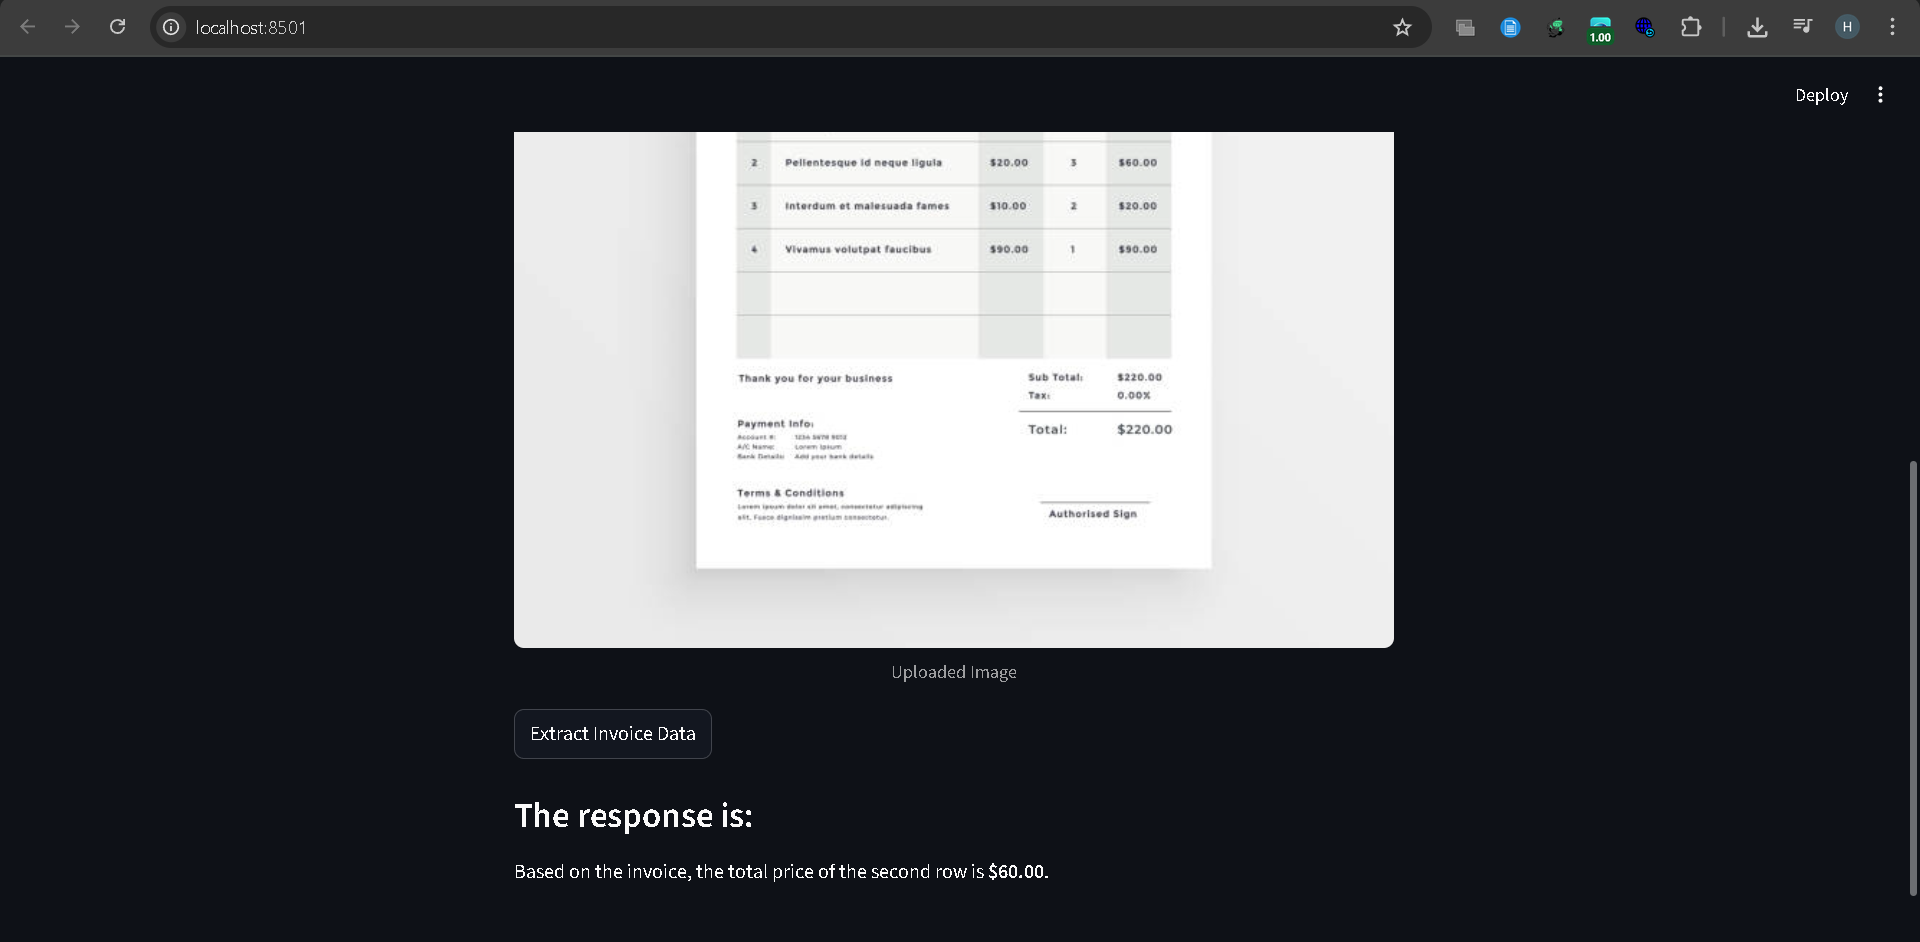 localhost:8501
1.00
H
Deploy
2 Pellentesque id neque ligula $20.00 3 $60.00
3 Interdum et malesuada fames $10.00 2 $20.00
4 Vivamus volutpat faucibus $90.00 1 $90.00
Thank you for your business
Sub Total: $220.00
Tax: 0.00%
Total: $220.00
Payment Info:
Account #: 1234 5678 9012
A/C Name: Lorem Ipsum
Bank Details: Add your bank details
Terms & Conditions
Lorem ipsum dolor sit amet, consectetur adipiscing
elit. Fusce dignissim pretium consectetur.
Authorised Sign
Uploaded Image
Extract Invoice Data
The response is:
Based on the invoice, the total price of the second row is $60.00.